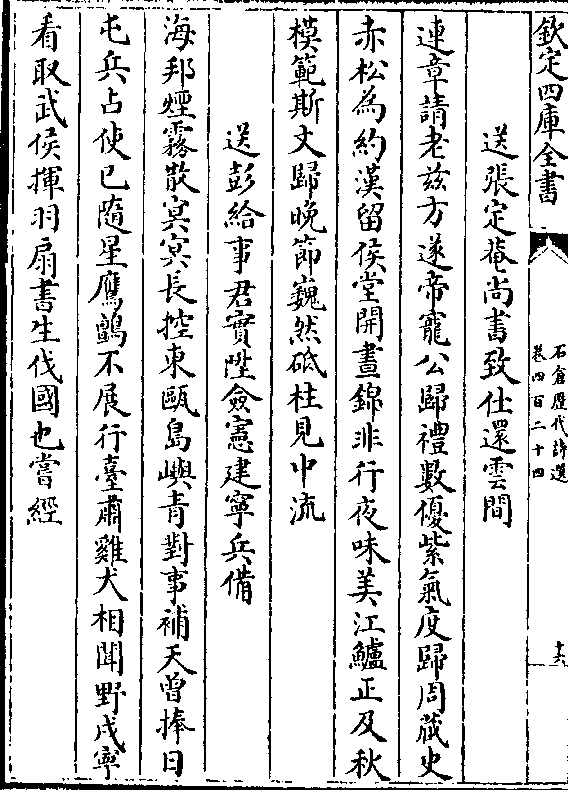 欽定四庫全書
石倉歴代詩選
卷四百二十四
十六
送張定菴尚書致仕還雲間
連章請老兹方遂帝寵公歸禮數優紫氣度歸周藏史
赤松為約漢留侯堂開晝錦非行夜味美江鱸正及秋
模範斯文歸晚節巍然砥柱見中流
送彭給事君實陞僉憲建寧兵備
海邦煙霧散冥冥長控東甌島嶼青對事補天曾捧日
屯兵占使已隨星鷹鸇不展行臺肅雞犬相聞野戍寧
看取武侯揮羽扇書生伐國也嘗經